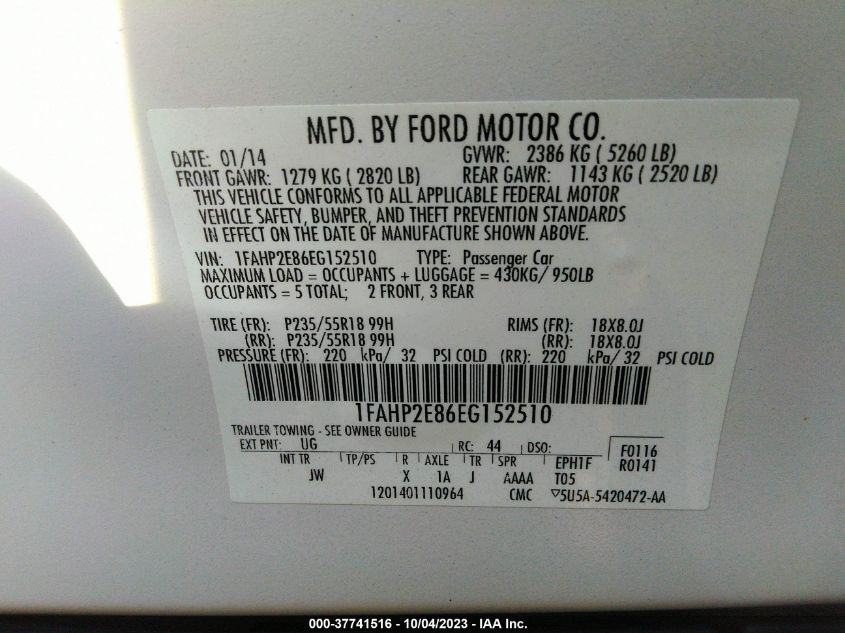 MFD. BY FORD MOTOR CO.
DATE: 01/14 GVWR: 2386 KG ( 5260 LB)
FRONT GAWR: 1279 KG ( 2820 LB) REAR GAWR: 1143 KG ( 2520 LB)
THIS VEHICLE CONFORMS TO ALL APPLICABLE FEDERAL MOTOR
VEHICLE SAFETY, BUMPER, AND THEFT PREVENTION STANDARDS
IN EFFECT ON THE DATE OF MANUFACTURE SHOWN ABOVE.
VIN: 1FAHP2E86EG152510 TYPE: Passenger Car
MAXIMUM LOAD = OCCUPANTS + LUGGAGE = 430KG/ 950LB
OCCUPANTS = 5 TOTAL; 2 FRONT, 3 REAR
TIRE (FR): P235/55R18 99H RIMS (FR): 18X8.0J
(RR): P235/55R18 99H (RR): 18X8.0J
PRESSURE (FR): 220 kPa/ 32 PSI COLD (RR): 220 kPa/ 32 PSI COLD
1FAHP2E86EG152510
TRAILER TOWING - SEE OWNER GUIDE
EXT PNT: UG RC: 44 DSO: F0116
INT TR TP/PS R AXLE TR SPR EPH1F R0141
JW X 1A J AAAA T05
1201401110964 CMC ▽5U5A-5420472-AA
000-37741516 - 10/04/2023 - IAA Inc.